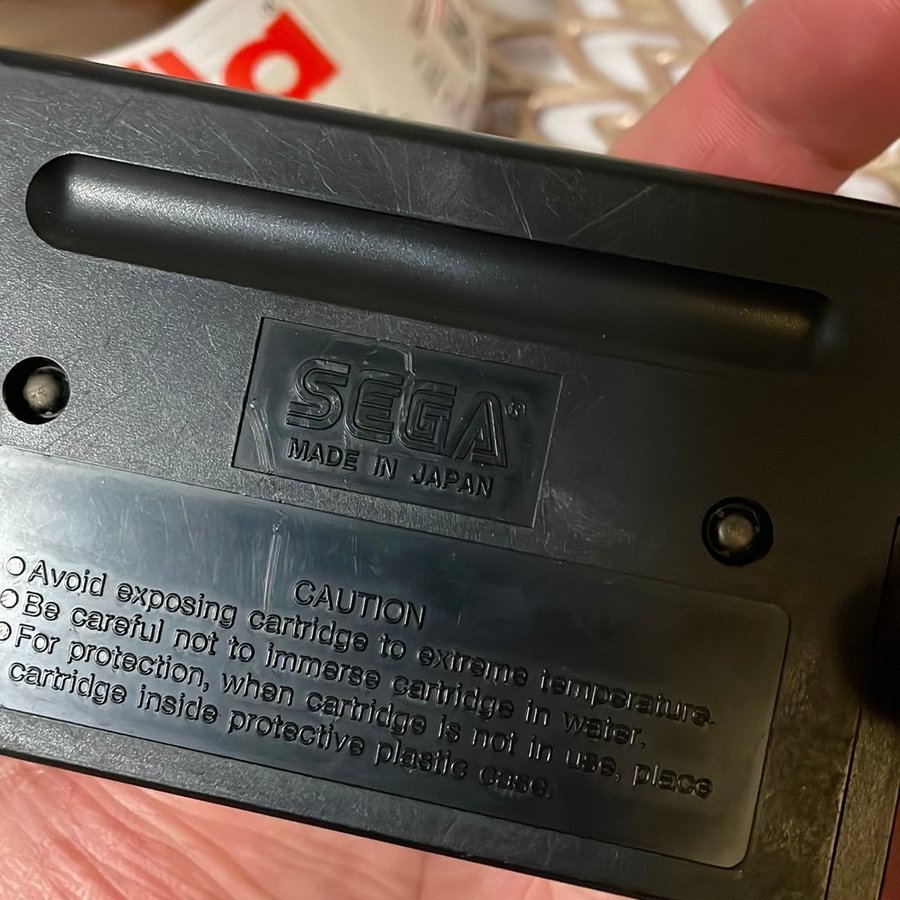 SEGA®
MADE IN JAPAN
CAUTION
○Avoid exposing cartridge to extreme temperature.
○Be careful not to immerse cartridge in water.
○For protection, when cartridge is not in use, place
cartridge inside protective plastic case.